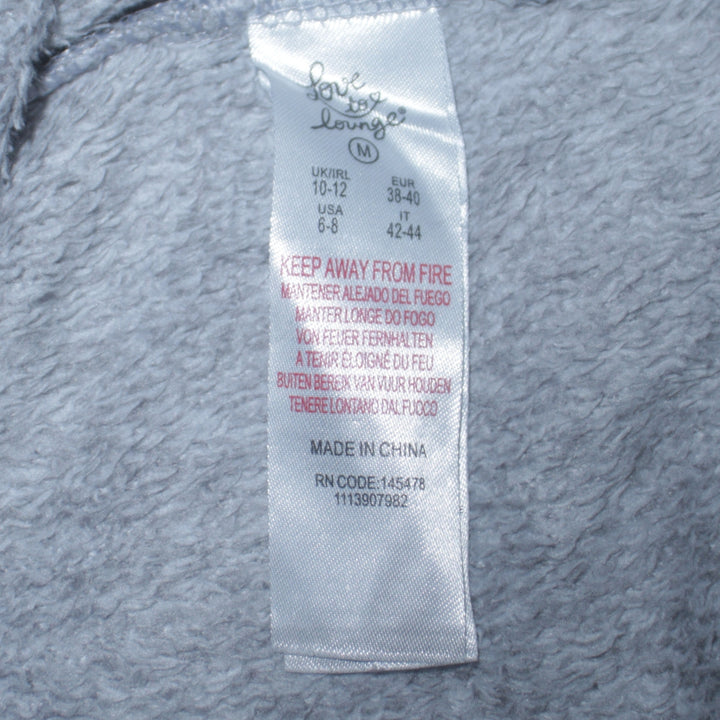 love
to
lounge
M
UK/IRL
10-12
EUR
38-40
USA
6-8
IT
42-44
KEEP AWAY FROM FIRE
MANTENER ALEJADO DEL FUEGO
MANTER LONGE DO FOGO
VON FEUER FERNHALTEN
A TENIR ÉLOIGNÉ DU FEU
BUITEN BEREIK VAN VUUR HOUDEN
TENERE LONTANO DAL FUOCO
MADE IN CHINA
RN CODE:145478
1113907982